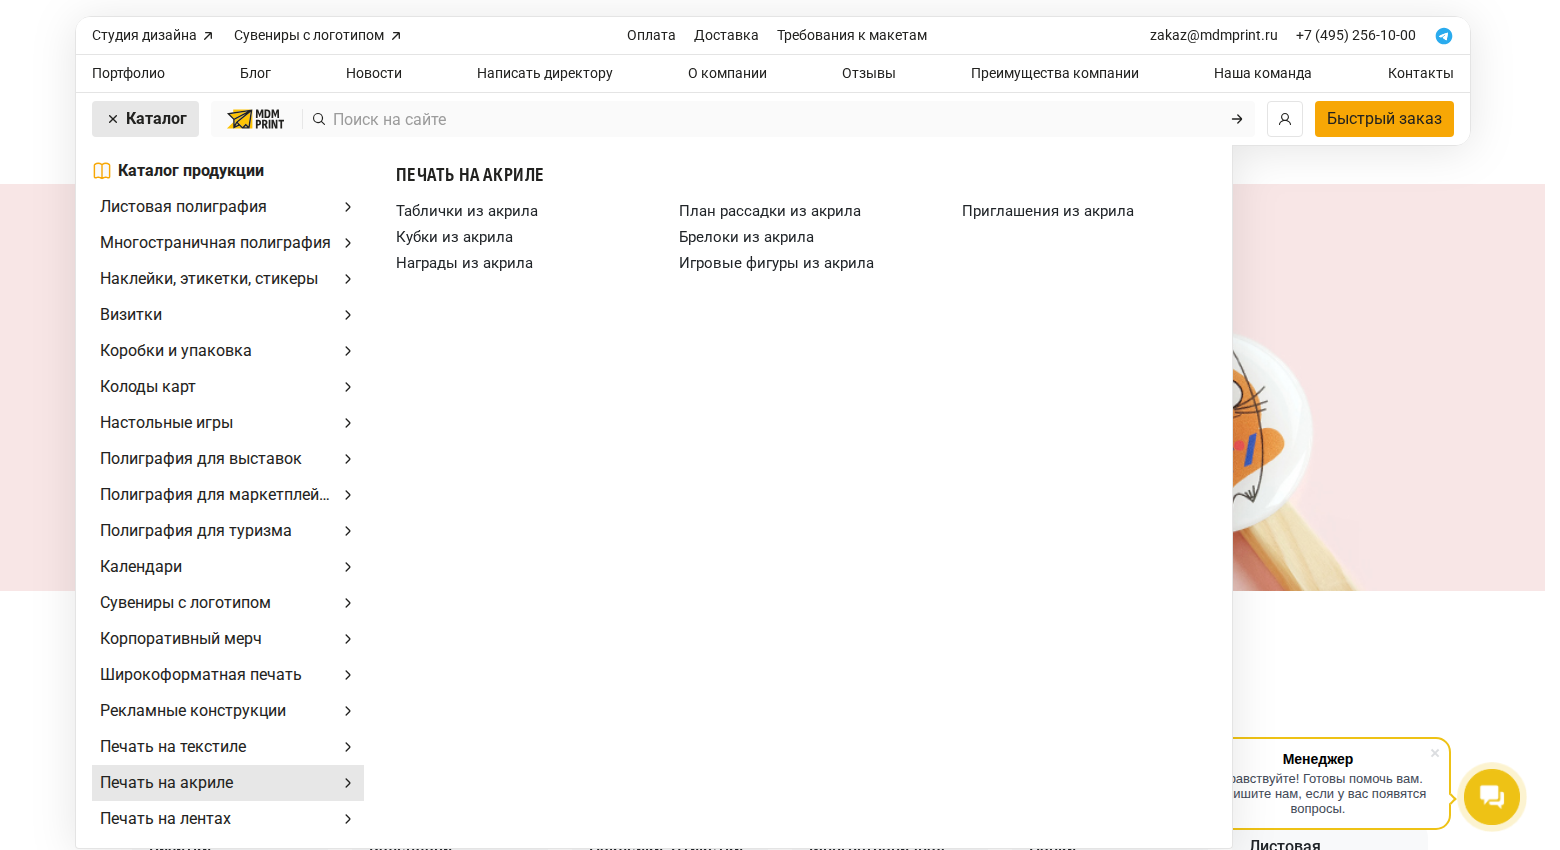 Студия дизайна
Сувениры с логотипом
Оплата
Доставка
Требования к макетам
zakaz@mdmprint.ru
+7 (495) 256-10-00
Портфолио
Блог
Новости
Написать директору
О компании
Отзывы
Преимущества компании
Наша команда
Контакты
Каталог
MDM
PRINT
Поиск на сайте
Быстрый заказ
Каталог продукции
Листовая полиграфия
Многостраничная полиграфия
Наклейки, этикетки, стикеры
Визитки
Коробки и упаковка
Колоды карт
Настольные игры
Полиграфия для выставок
Полиграфия для маркетплей...
Полиграфия для туризма
Календари
Сувениры с логотипом
Корпоративный мерч
Широкоформатная печать
Рекламные конструкции
Печать на текстиле
Печать на акриле
Печать на лентах
ПЕЧАТЬ НА АКРИЛЕ
Таблички из акрила
Кубки из акрила
Награды из акрила
План рассадки из акрила
Брелоки из акрила
Игровые фигуры из акрила
Приглашения из акрила
Менеджер
равствуйте! Готовы помочь вам.
ишите нам, если у вас появятся
вопросы.
Листовая